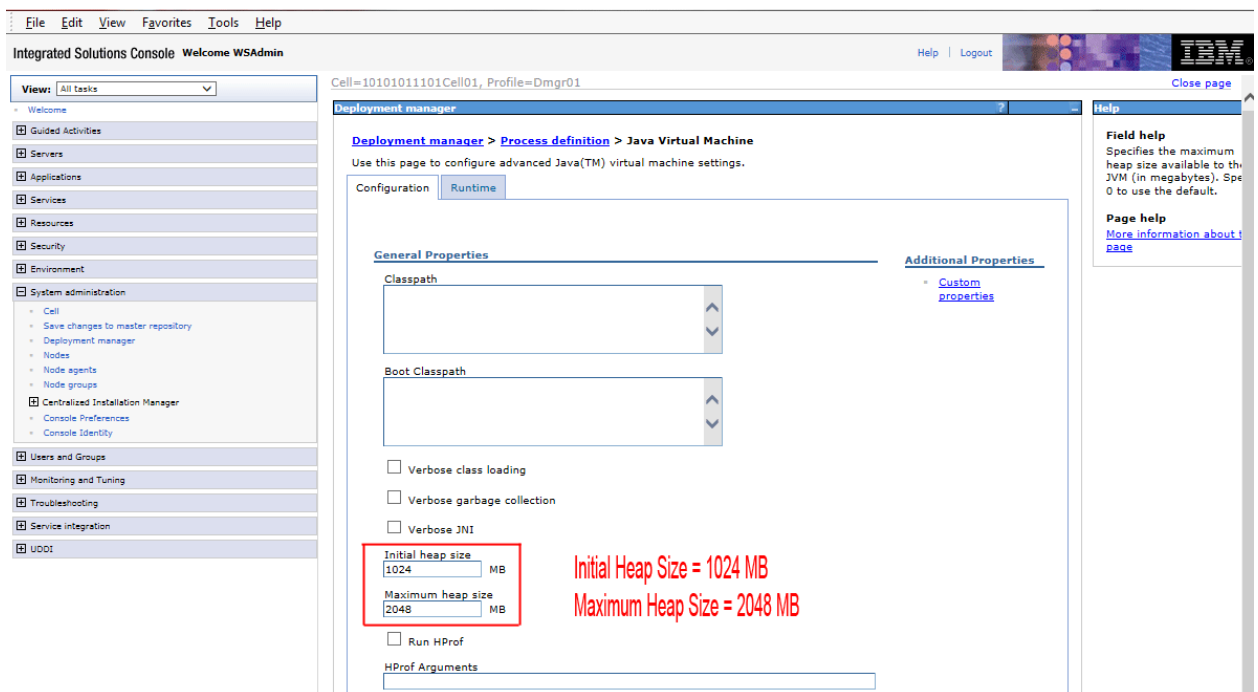 File Edit View Favorites Tools Help
Integrated Solutions Console Welcome WSAdmin
Help | Logout
IBM
View: All tasks
Welcome
Guided Activities
Servers
Applications
Services
Resources
Security
Environment
System administration
Cell
Save changes to master repository
Deployment manager
Nodes
Node agents
Node groups
Centralized Installation Manager
Console Preferences
Console Identity
Users and Groups
Monitoring and Tuning
Troubleshooting
Service integration
UDDI
Cell=10101011101Cell01, Profile=Dmgr01
Close page
Deployment manager
?
Deployment manager > Process definition > Java Virtual Machine
Use this page to configure advanced Java(TM) virtual machine settings.
Configuration Runtime
General Properties
Classpath
Boot Classpath
Verbose class loading
Verbose garbage collection
Verbose JNI
Initial heap size
1024 MB
Maximum heap size
2048 MB
Initial Heap Size = 1024 MB
Maximum Heap Size = 2048 MB
Run HProf
HProf Arguments
Additional Properties
Custom
properties
Help
Field help
Specifies the maximum
heap size available to the
JVM (in megabytes). Spe
0 to use the default.
Page help
More information about t
page